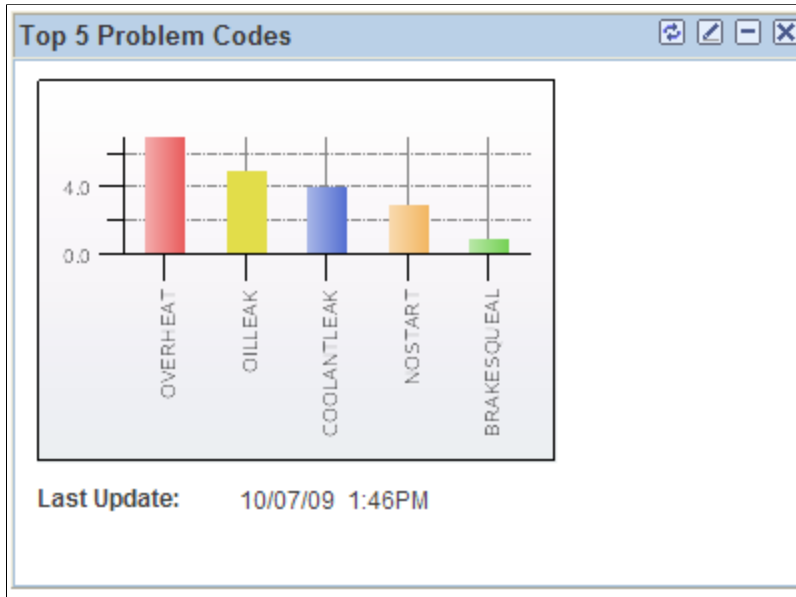 Top 5 Problem Codes
4.0
0.0
OVERHEAT
OILLEAK
COOLANTLEAK
NOSTART
BRAKESQUEAL
Last Update: 10/07/09 1:46PM